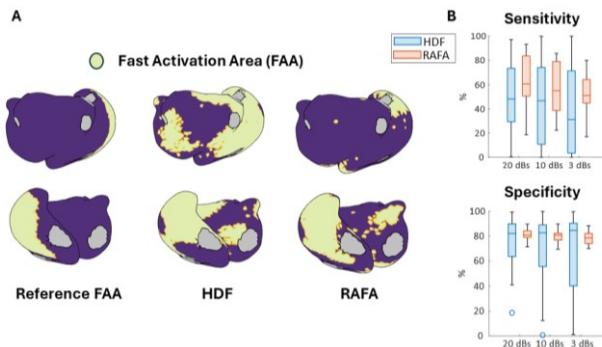 A
Fast Activation Area (FAA)
Reference FAA
HDF
RAFA
B
Sensitivity
HDF
RAFA
100
80
60
40
20
0
%
20 dBs
10 dBs
3 dBs
Specificity
100
80
60
40
20
0
%
20 dBs
10 dBs
3 dBs